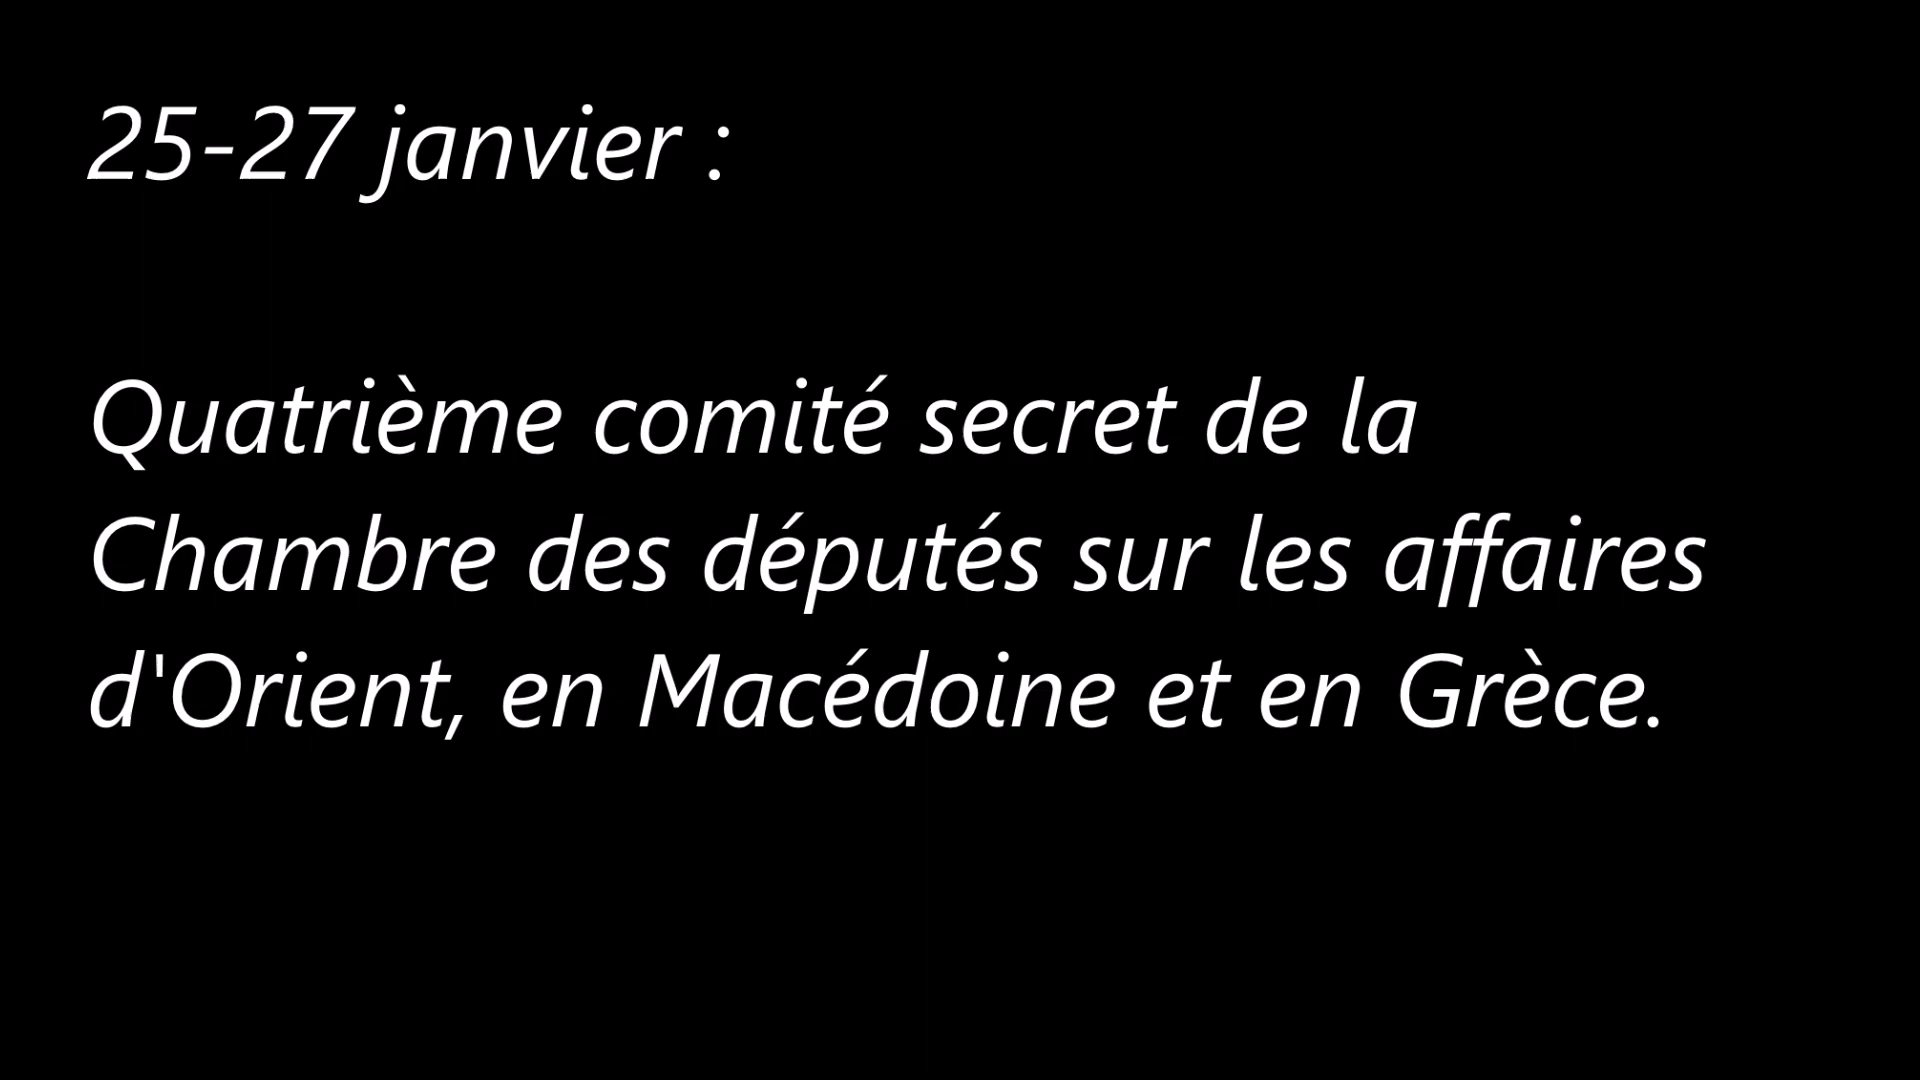 25-27 janvier :
Quatrième comité secret de la
Chambre des députés sur les affaires
d'Orient, en Macédoine et en Grèce.